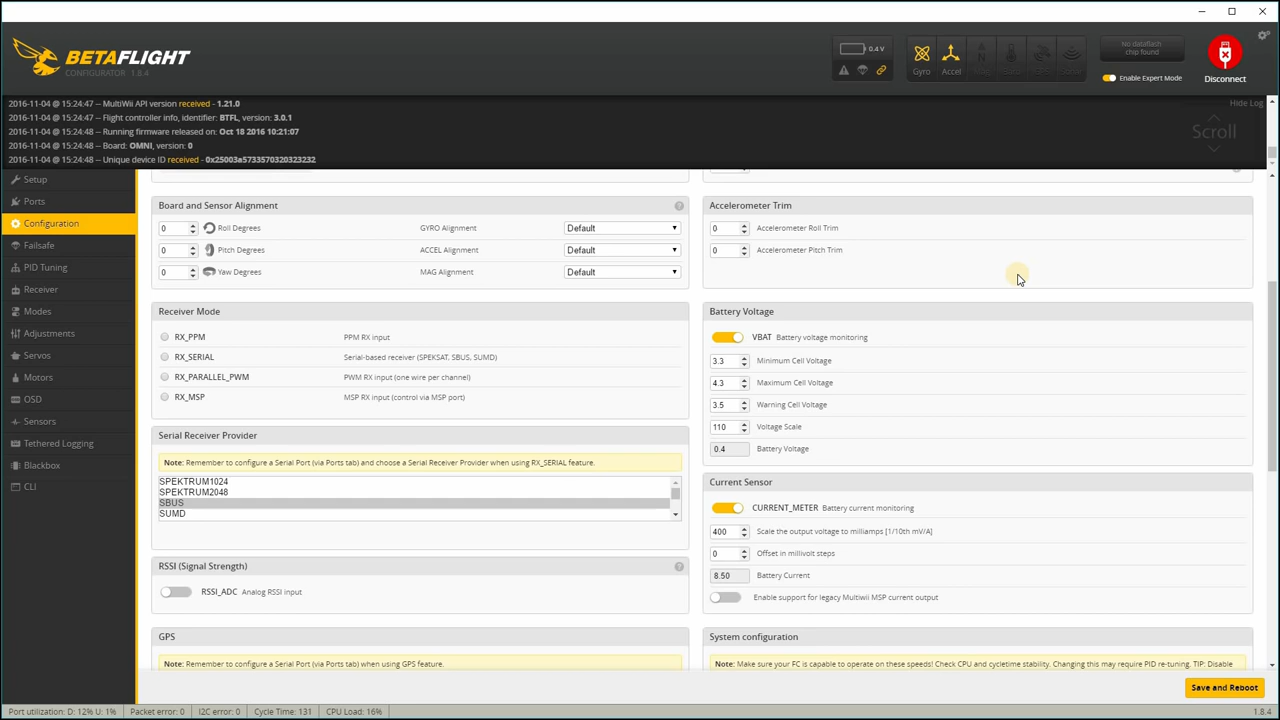 BETAFLIGHT
CONFIGURATOR 1.8.4
0.4 V
Gyro
Accel
No dataflash chip found
Enable Expert Mode
Disconnect
2016-11-04 @ 15:24:47 -- MultiWii API version received - 1.21.0
Hide Log
2016-11-04 @ 15:24:47 -- Flight controller info, identifier: BTFL, version: 3.0.1
2016-11-04 @ 15:24:48 -- Running firmware released on: Oct 18 2016 10:21:07
Scroll
2016-11-04 @ 15:24:48 -- Board: OMNI, version: 0
2016-11-04 @ 15:24:48 -- Unique device ID received - 0x25003a5733570320323232
Setup
Ports
Configuration
Failsafe
PID Tuning
Receiver
Modes
Adjustments
Servos
Motors
OSD
Sensors
Tethered Logging
Blackbox
CLI
Board and Sensor Alignment
0 Roll Degrees GYRO Alignment Default
0 Pitch Degrees ACCEL Alignment Default
0 Yaw Degrees MAG Alignment Default
Accelerometer Trim
0 Accelerometer Roll Trim
0 Accelerometer Pitch Trim
Receiver Mode
RX_PPM PPM RX input
RX_SERIAL Serial-based receiver (SPEKSAT, SBUS, SUMD)
RX_PARALLEL_PWM PWM RX input (one wire per channel)
RX_MSP MSP RX input (control via MSP port)
Battery Voltage
VBAT Battery voltage monitoring
3.3 Minimum Cell Voltage
4.3 Maximum Cell Voltage
3.5 Warning Cell Voltage
110 Voltage Scale
0.4 Battery Voltage
Serial Receiver Provider
Note: Remember to configure a Serial Port (via Ports tab) and choose a Serial Receiver Provider when using RX_SERIAL feature.
SPEKTRUM1024
SPEKTRUM2048
SBUS
SUMD
Current Sensor
CURRENT_METER Battery current monitoring
400 Scale the output voltage to milliamps [1/10th mV/A]
0 Offset in millivolt steps
8.50 Battery Current
Enable support for legacy Multiwii MSP current output
RSSI (Signal Strength)
RSSI_ADC Analog RSSI input
GPS
Note: Remember to configure a Serial Port (via Ports tab) when using GPS feature.
System configuration
Note: Make sure your FC is capable to operate on these speeds! Check CPU and cycletime stability. Changing this may require PID re-tuning. TIP: Disable
Save and Reboot
Port utilization: D: 12% U: 1% Packet error: 0 I2C error: 0 Cycle Time: 131 CPU Load: 16% 1.8.4